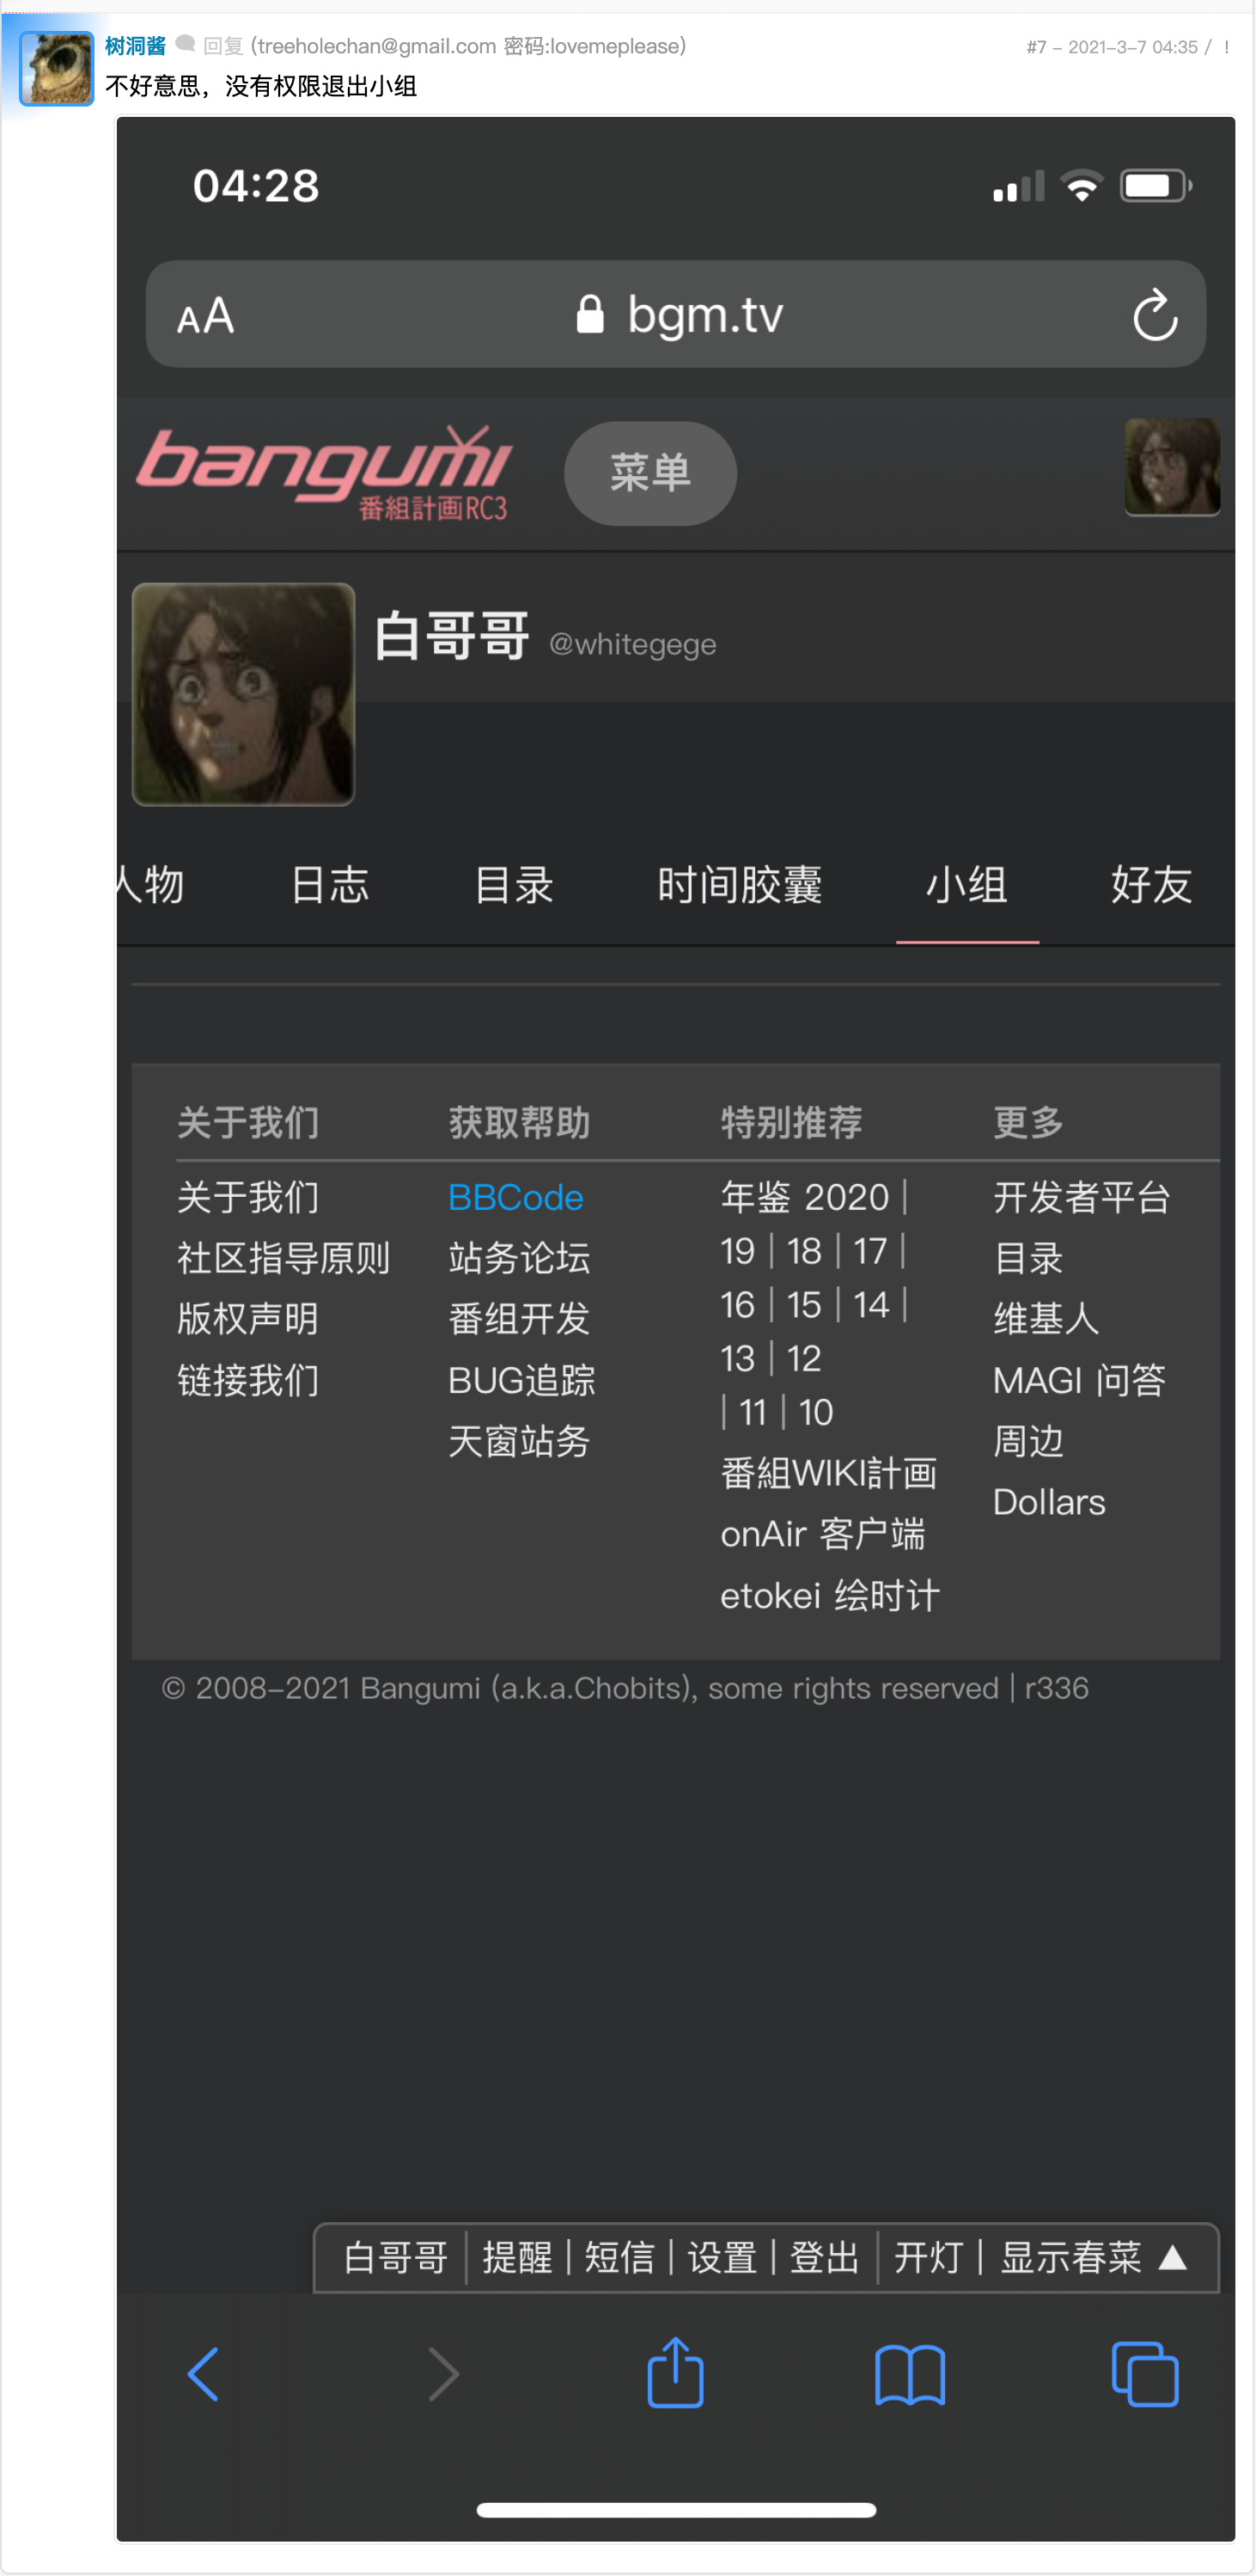 树洞酱 回复 (treeholechan@gmail.com 密码:lovemeplease) #7 - 2021-3-7 04:35 / !
不好意思，没有权限退出小组
04:28
AA bgm.tv
bangumi 菜单
番組計画RC3
白哥哥 @whitegege
人物 日志 目录 时间胶囊 小组 好友
关于我们 获取帮助 特别推荐 更多
关于我们
社区指导原则
版权声明
链接我们
BBCode
站务论坛
番组开发
BUG追踪
天窗站务
年鉴 2020 |
19 | 18 | 17 |
16 | 15 | 14 |
13 | 12
| 11 | 10
番組WIKI計画
onAir 客户端
etokei 绘时计
开发者平台
目录
维基人
MAGI 问答
周边
Dollars
© 2008-2021 Bangumi (a.k.a.Chobits), some rights reserved | r336
白哥哥 | 提醒 | 短信 | 设置 | 登出 | 开灯 | 显示春菜 ▲